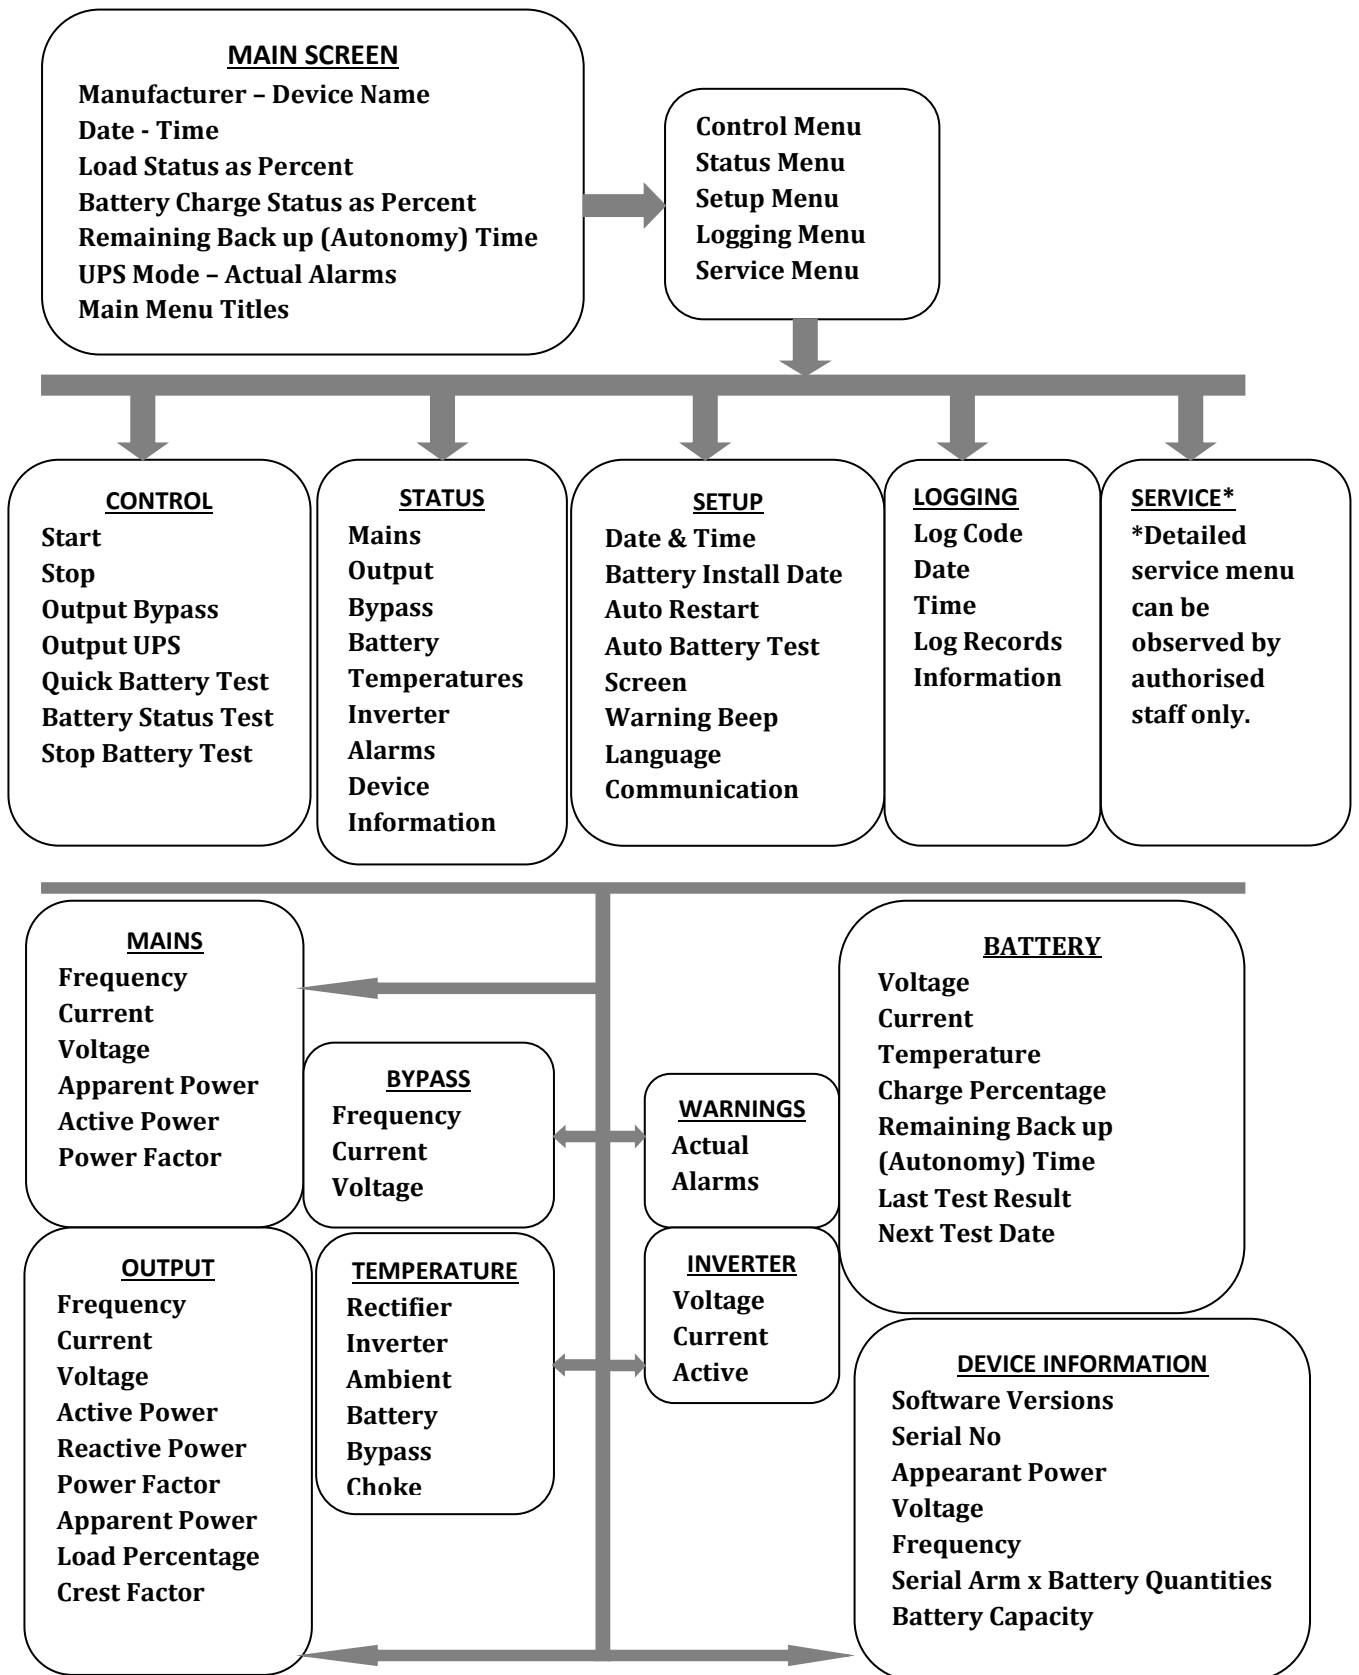 MAIN SCREEN
Manufacturer – Device Name
Date - Time
Load Status as Percent
Battery Charge Status as Percent
Remaining Back up (Autonomy) Time
UPS Mode – Actual Alarms
Main Menu Titles
Control Menu
Status Menu
Setup Menu
Logging Menu
Service Menu
CONTROL
Start
Stop
Output Bypass
Output UPS
Quick Battery Test
Battery Status Test
Stop Battery Test
STATUS
Mains
Output
Bypass
Battery
Temperatures
Inverter
Alarms
Device
Information
SETUP
Date & Time
Battery Install Date
Auto Restart
Auto Battery Test
Screen
Warning Beep
Language
Communication
LOGGING
Log Code
Date
Time
Log Records
Information
SERVICE*
*Detailed
service menu
can be
observed by
authorised
staff only.
MAINS
Frequency
Current
Voltage
Apparent Power
Active Power
Power Factor
BYPASS
Frequency
Current
Voltage
WARNINGS
Actual
Alarms
BATTERY
Voltage
Current
Temperature
Charge Percentage
Remaining Back up
(Autonomy) Time
Last Test Result
Next Test Date
OUTPUT
Frequency
Current
Voltage
Active Power
Reactive Power
Power Factor
Apparent Power
Load Percentage
Crest Factor
TEMPERATURE
Rectifier
Inverter
Ambient
Battery
Bypass
Choke
INVERTER
Voltage
Current
Active
DEVICE INFORMATION
Software Versions
Serial No
Appearant Power
Voltage
Frequency
Serial Arm x Battery Quantities
Battery Capacity